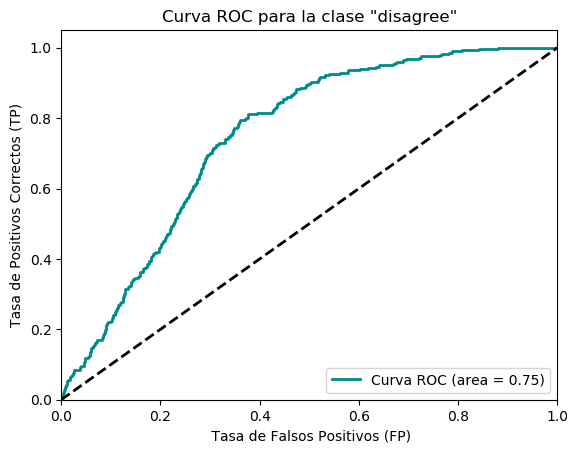 Curva ROC para la clase "disagree"
Tasa de Positivos Correctos (TP)
1.0
0.8
0.6
0.4
0.2
0.0
0.0 0.2 0.4 0.6 0.8 1.0
Curva ROC (area = 0.75)
Tasa de Falsos Positivos (FP)